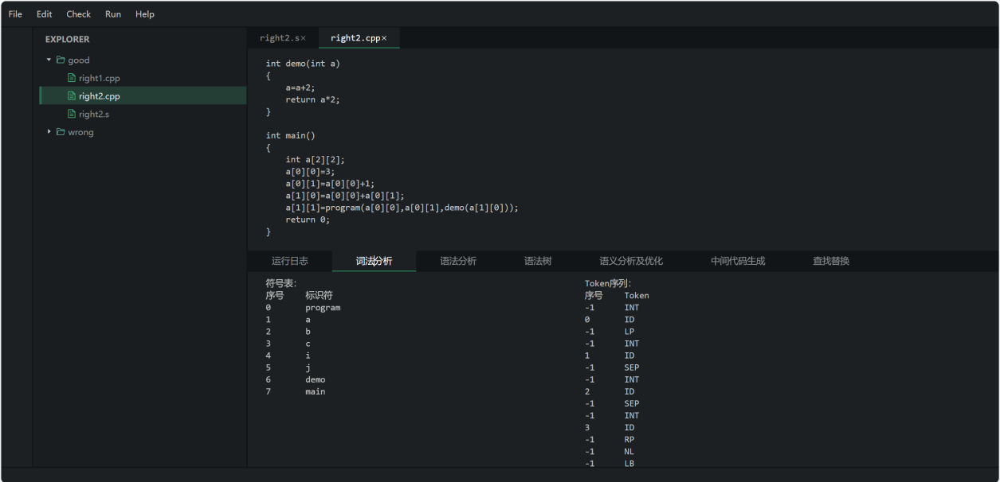 File Edit Check Run Help
EXPLORER
good
right1.cpp
right2.cpp
right2.s
wrong
right2.s× right2.cpp×
int demo(int a)
{
    a=a+2;
    return a*2;
}
int main()
{
    int a[2][2];
    a[0][0]=3;
    a[0][1]=a[0][0]+1;
    a[1][0]=a[0][0]+a[0][1];
    a[1][1]=program(a[0][0],a[0][1],demo(a[1][0]));
    return 0;
}
运行日志 词法分析 语法分析 语法树 语义分析及优化 中间代码生成 查找替换
符号表:
序号 标识符
0 program
1 a
2 b
3 c
4 i
5 j
6 demo
7 main
Token序列:
序号 Token
-1 INT
0 ID
-1 LP
-1 INT
1 ID
-1 SEP
-1 INT
2 ID
-1 SEP
-1 INT
3 ID
-1 RP
-1 NL
-1 LB